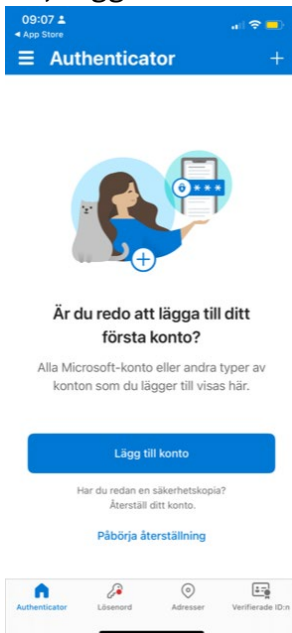 09:07
◀ App Store
Authenticator
Är du redo att lägga till ditt
första konto?
Alla Microsoft-konto eller andra typer av
konton som du lägger till visas här.
Lägg till konto
Har du redan en säkerhetskopia?
Återställ ditt konto.
Påbörja återställning
Authenticator Lösenord Adresser Verifierade ID:n